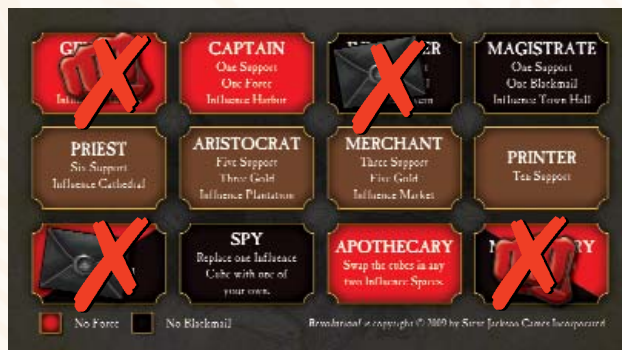 CAPTAIN
One Support
One Force
Influence Harbor
MAGISTRATE
One Support
One Blackmail
Influence Town Hall
PRIEST
Six Support
Influence Cathedral
ARISTOCRAT
Five Support
Three Gold
Influence Plantation
MERCHANT
Three Support
Five Gold
Influence Market
PRINTER
Ten Support
SPY
Replace one Influence
Cube with one of
your own.
APOTHECARY
Swap the cubes in any
two Influence Spaces.
No Force
No Blackmail
Revolution! is copyright © 2009 by Steve Jackson Games Incorporated